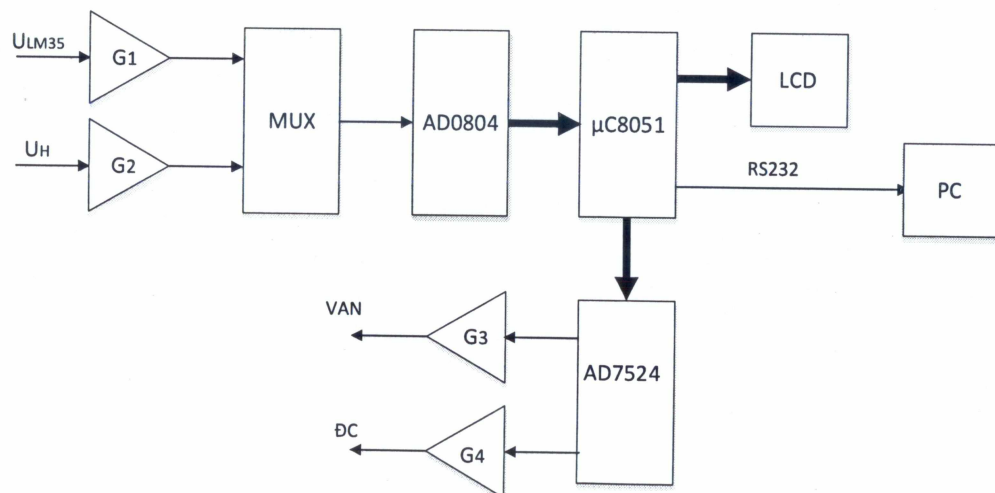 ULM35
G1
UH
G2
MUX
AD0804
µC8051
LCD
RS232
PC
VAN
G3
AD7524
ĐC
G4